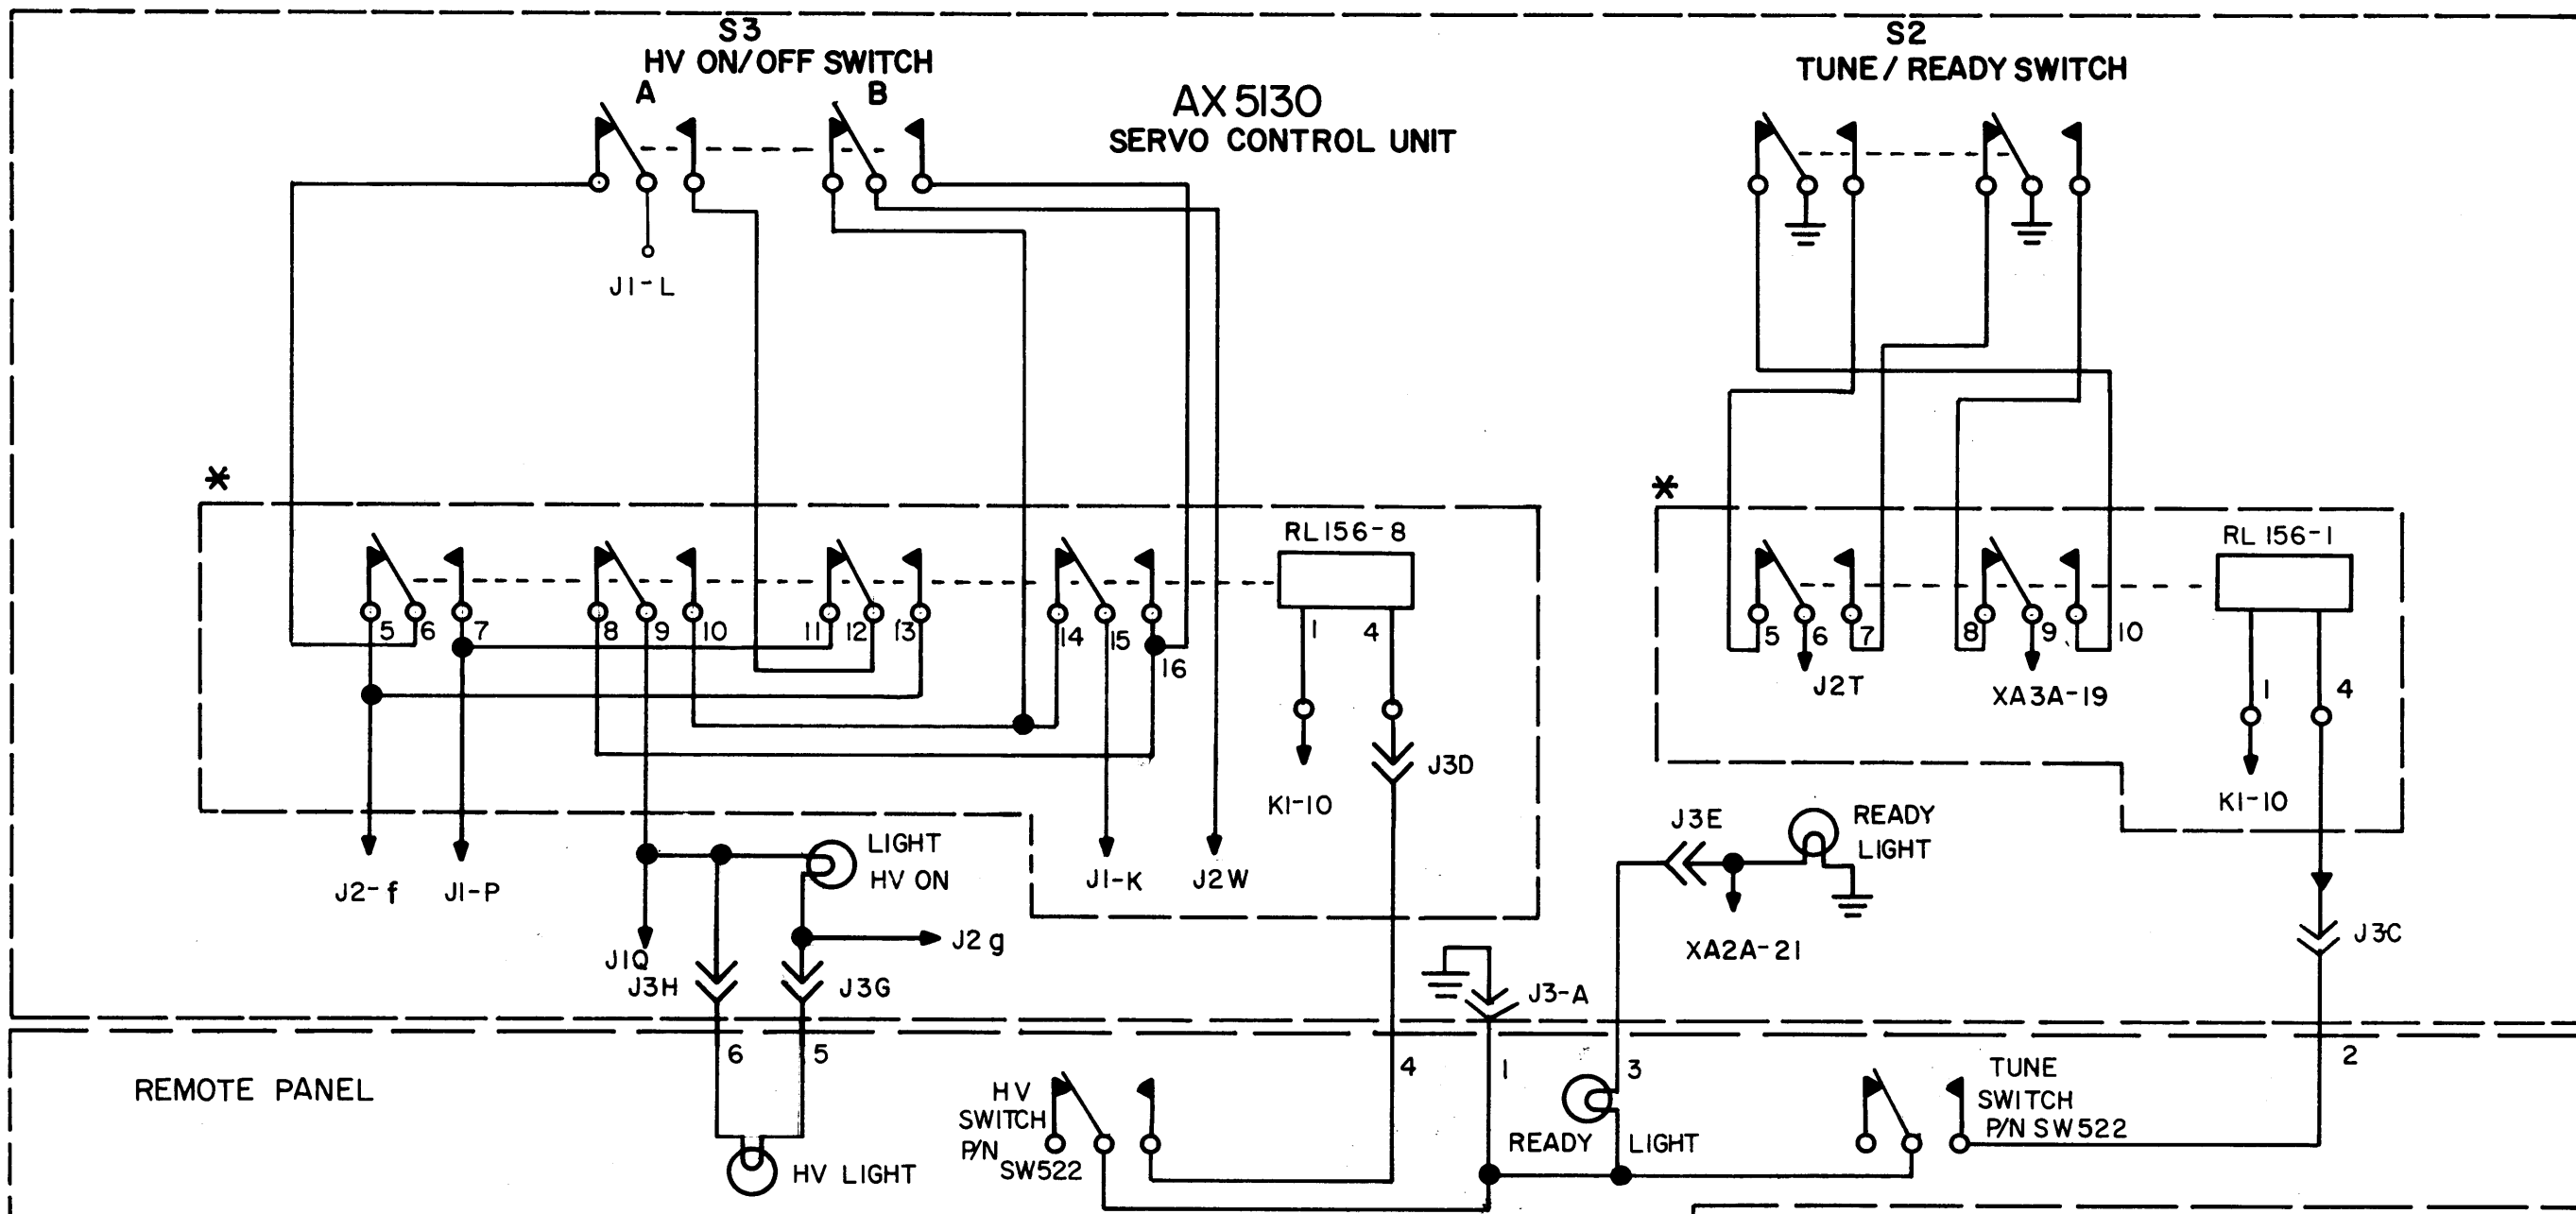 S3
HV ON/OFF SWITCH
A
B
AX 5130
SERVO CONTROL UNIT
S2
TUNE / READY SWITCH
J1-L
*
RL156-8
5
6
7
8
9
10
11
12
13
14
15
16
1
4
J3D
K1-10
*
RL 156-1
5
6
7
8
9
10
J2T
XA3A-19
1
4
K1-10
J2-f
J1-P
LIGHT
HV ON
J1-K
J2W
J1Q
J2g
J3H
J3G
J3E
READY
LIGHT
XA2A-21
J3-A
J3C
REMOTE PANEL
6
5
HV LIGHT
HV
SWITCH
P/N
SW522
4
1
3
READY LIGHT
TUNE
SWITCH
P/N SW522
2